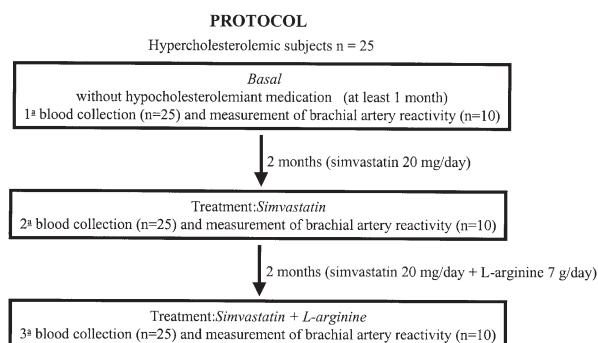 PROTOCOL
Hypercholesterolemic subjects n = 25
Basal
without hypocholesterolemiant medication (at least 1 month)
1ª blood collection (n=25) and measurement of brachial artery reactivity (n=10)
2 months (simvastatin 20 mg/day)
Treatment:Simvastatin
2ª blood collection (n=25) and measurement of brachial artery reactivity (n=10)
2 months (simvastatin 20 mg/day + L-arginine 7 g/day)
Treatment:Simvastatin + L-arginine
3ª blood collection (n=25) and measurement of brachial artery reactivity (n=10)